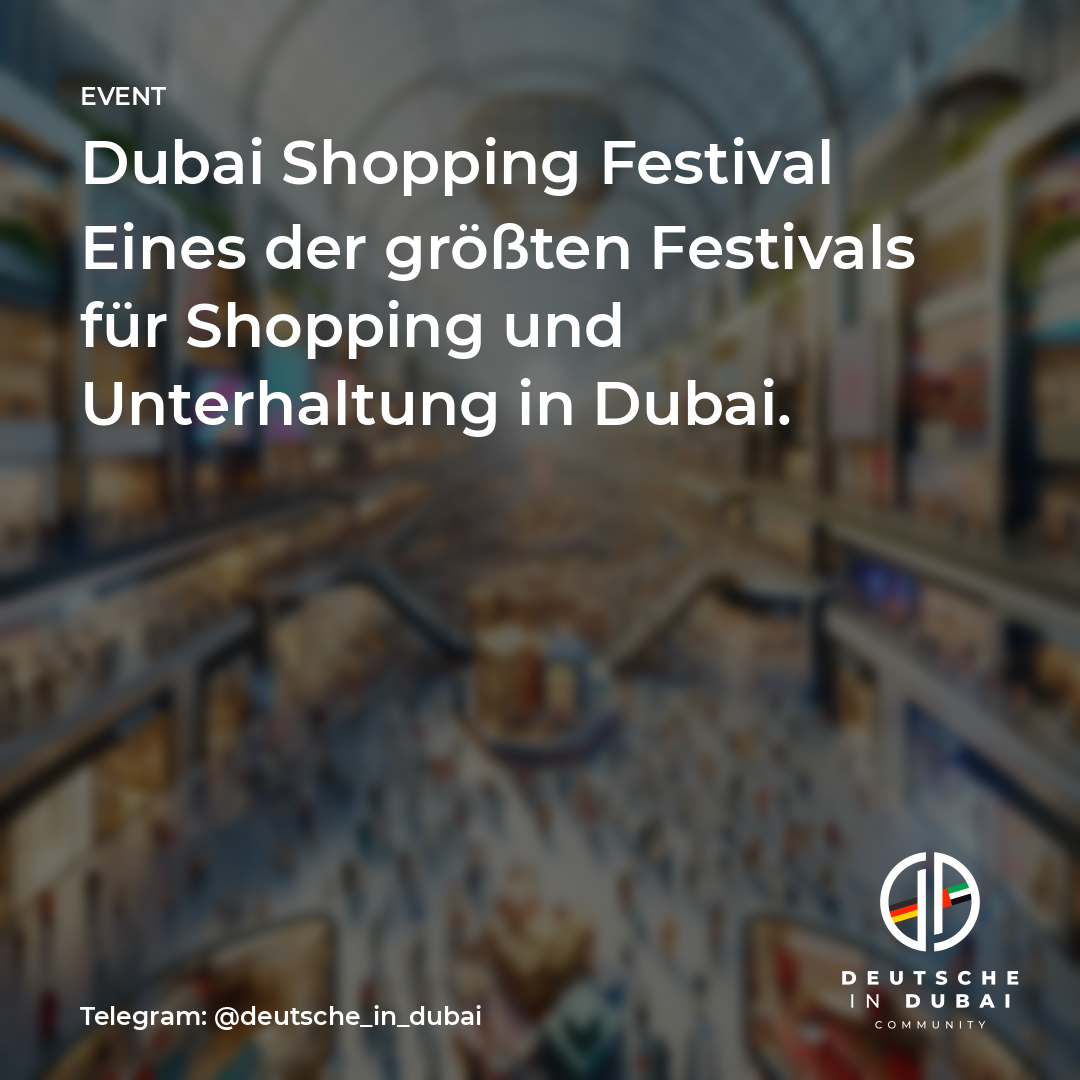 EVENT
Dubai Shopping Festival
Eines der größten Festivals
für Shopping und
Unterhaltung in Dubai.
DEUTSCHE
IN DUBAI
COMMUNITY
Telegram: @deutsche_in_dubai